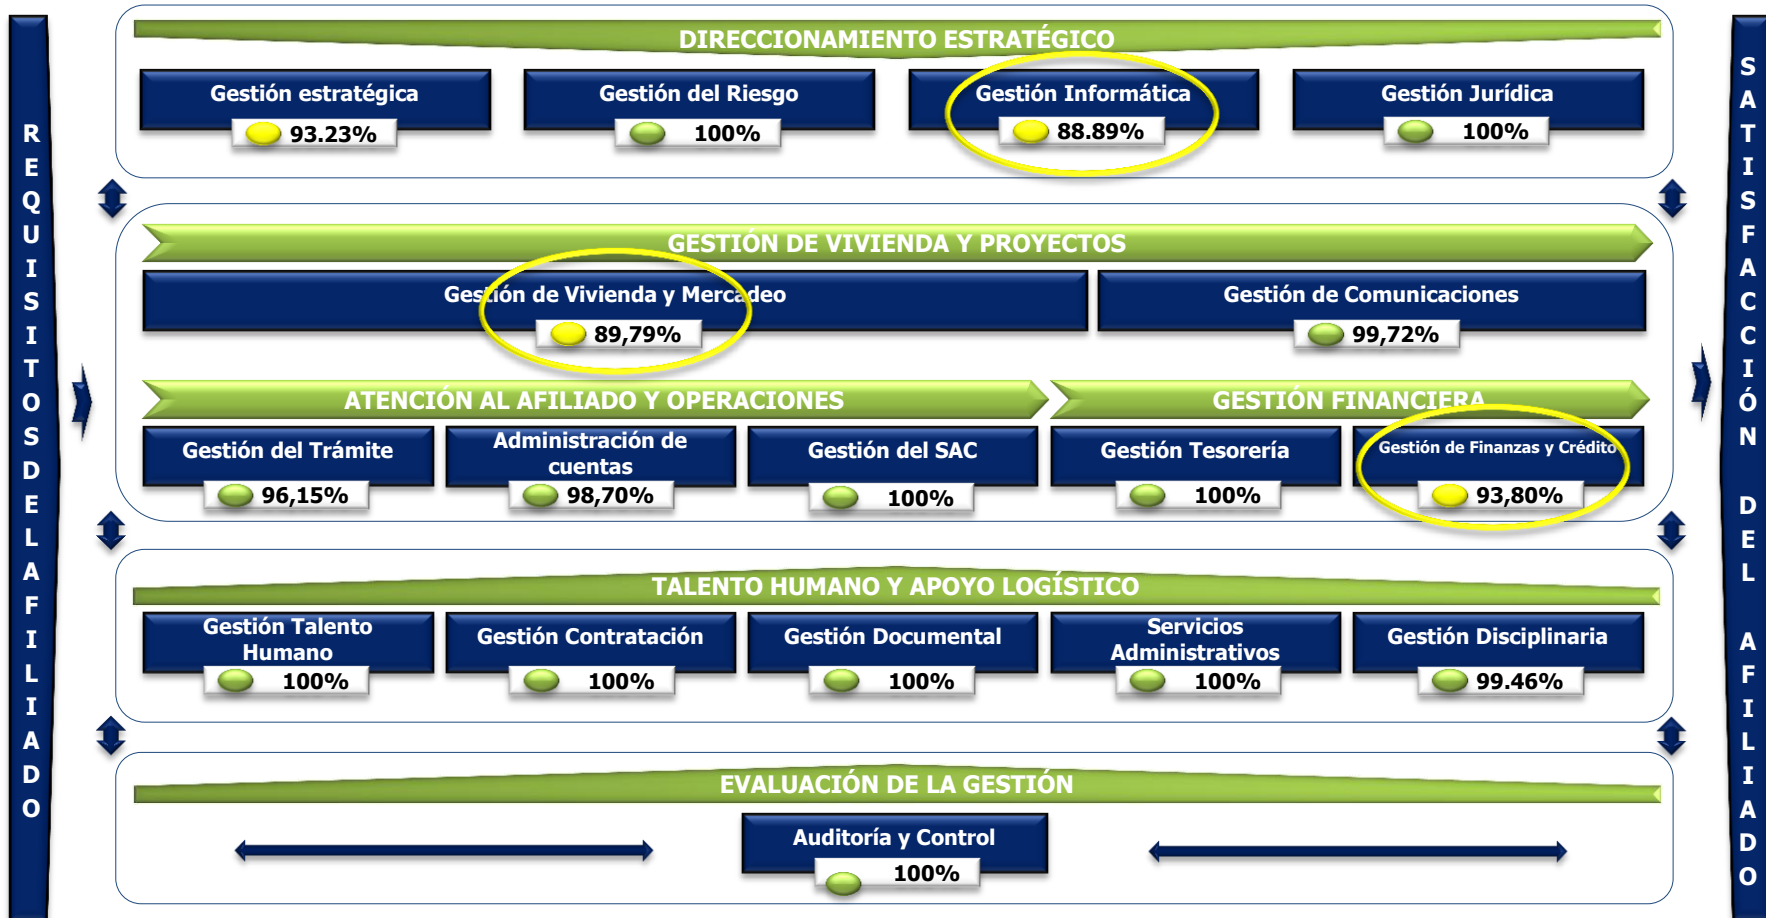 REQUISITOS DEL AFILIADO
DIRECCIONAMIENTO ESTRATÉGICO
Gestión estratégica
93.23%
Gestión del Riesgo
100%
Gestión Informática
88.89%
Gestión Jurídica
100%
GESTIÓN DE VIVIENDA Y PROYECTOS
Gestión de Vivienda y Mercadeo
89,79%
Gestión de Comunicaciones
99,72%
ATENCIÓN AL AFILIADO Y OPERACIONES
GESTIÓN FINANCIERA
Gestión del Trámite
96,15%
Administración de
cuentas
98,70%
Gestión del SAC
100%
Gestión Tesorería
100%
Gestión de Finanzas y Crédito
93,80%
TALENTO HUMANO Y APOYO LOGÍSTICO
Gestión Talento
Humano
100%
Gestión Contratación
100%
Gestión Documental
100%
Servicios
Administrativos
100%
Gestión Disciplinaria
99.46%
EVALUACIÓN DE LA GESTIÓN
Auditoría y Control
100%
SATISFACCIÓN DEL AFILIADO